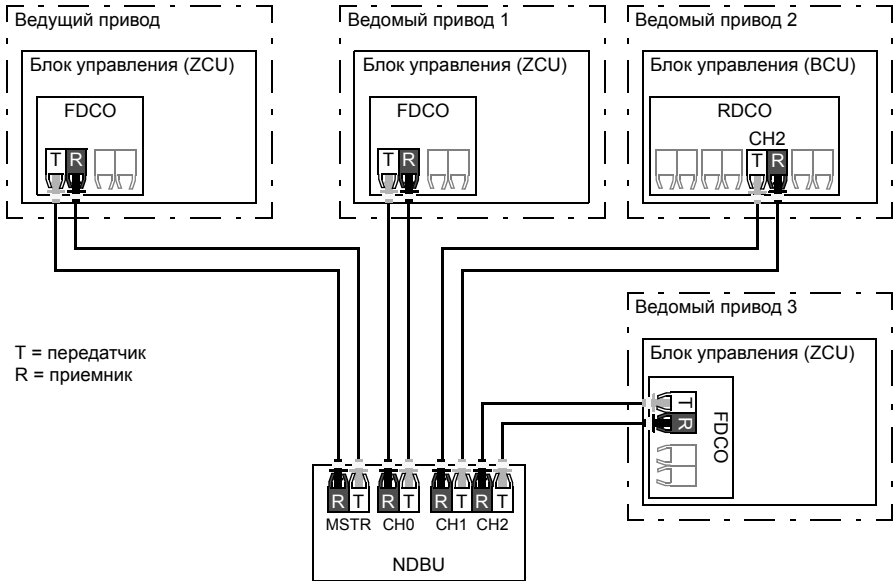 Ведущий привод
Блок управления (ZCU)
FDCO
T R
Ведомый привод 1
Блок управления (ZCU)
FDCO
T R
Ведомый привод 2
Блок управления (BCU)
RDCO
CH2
T R
T = передатчик
R = приемник
Ведомый привод 3
Блок управления (ZCU)
T
R
FDCO
R T R T R T R T
MSTR CH0 CH1 CH2
NDBU